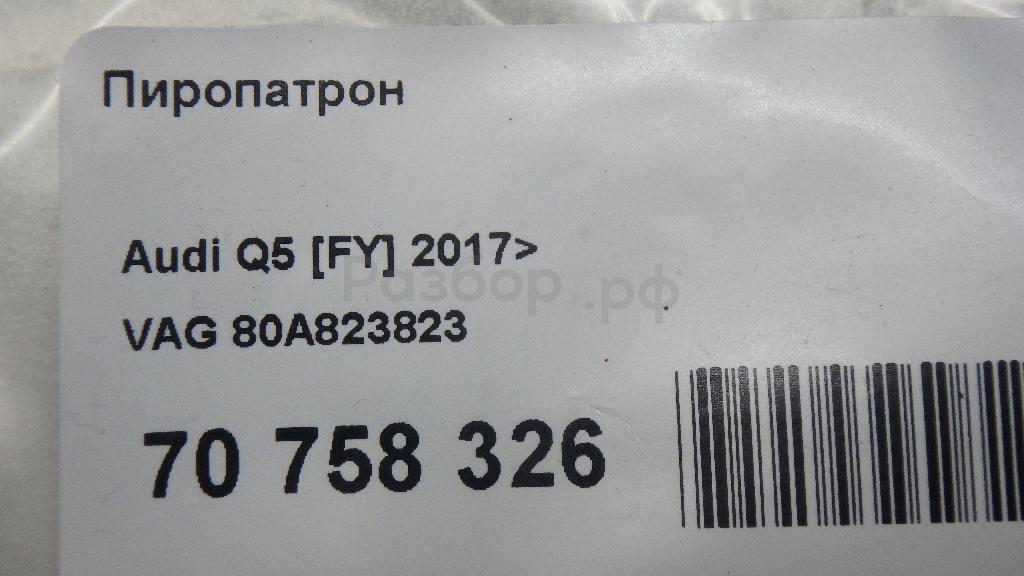 Пиропатрон
Audi Q5 [FY] 2017>
Разбор.рф
VAG 80A823823
70 758 326